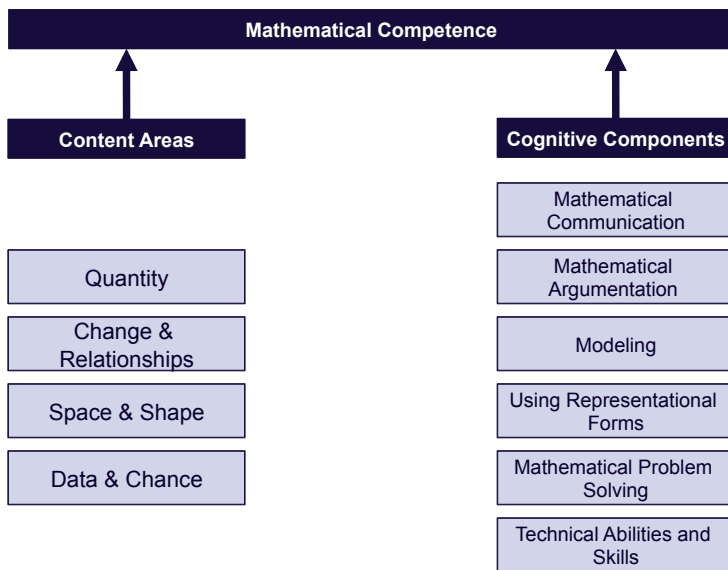 Mathematical Competence
Content Areas
Quantity
Change &
Relationships
Space & Shape
Data & Chance
Cognitive Components
Mathematical
Communication
Mathematical
Argumentation
Modeling
Using Representational
Forms
Mathematical Problem
Solving
Technical Abilities and
Skills